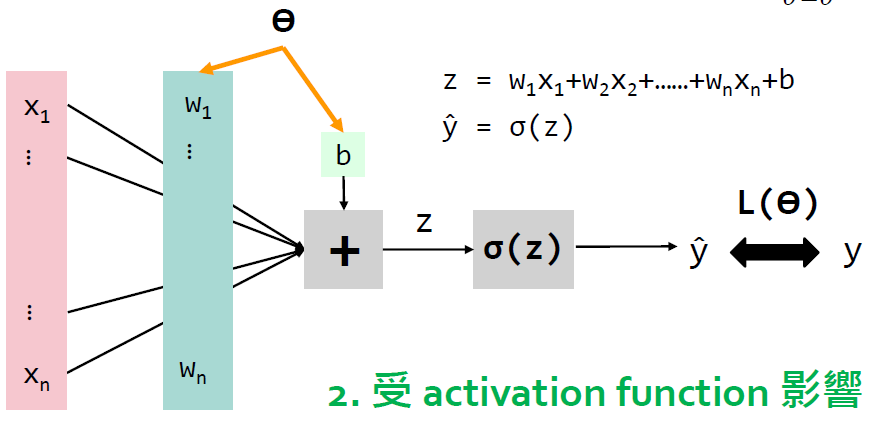 θ
x₁
⋮
⋮
xₙ
w₁
⋮
wₙ
b
+
z
σ(z)
ŷ
L(θ)
y
z = w₁x₁+w₂x₂+……+wₙxₙ+b
ŷ = σ(z)
2. 受 activation function 影響